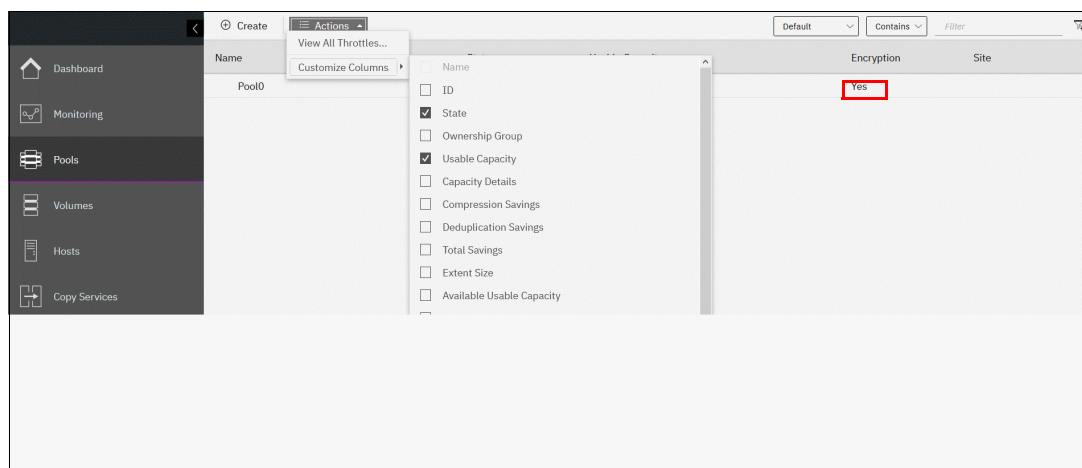 Create
Actions
Default
Contains
Filter
View All Throttles...
Name
Encryption
Site
Customize Columns
Name
Dashboard
Pool0
Yes
ID
State
Monitoring
Ownership Group
Pools
Usable Capacity
Capacity Details
Volumes
Compression Savings
Deduplication Savings
Hosts
Total Savings
Extent Size
Copy Services
Available Usable Capacity